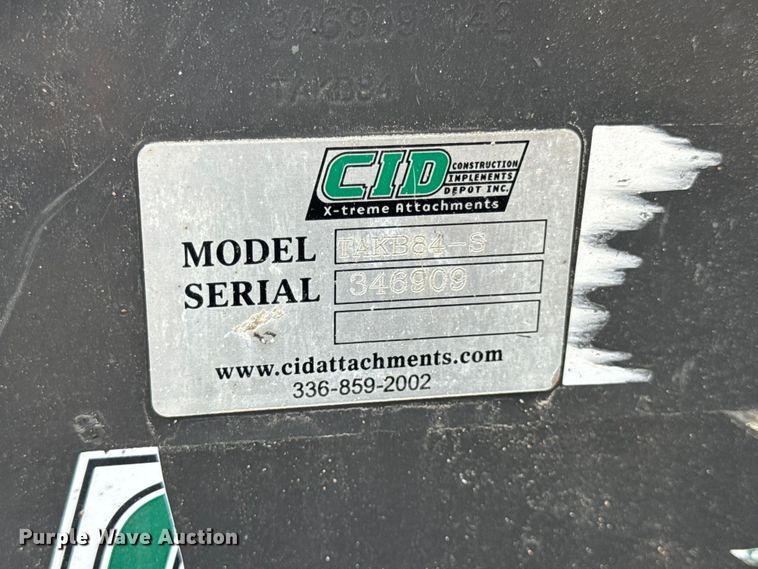 346909 142
TAKB84
CID CONSTRUCTION
IMPLEMENTS
DEPOT INC.
X-treme Attachments
MODEL TAKB84-S
SERIAL 346909
www.cidattachments.com
336-859-2002
Purple Wave Auction